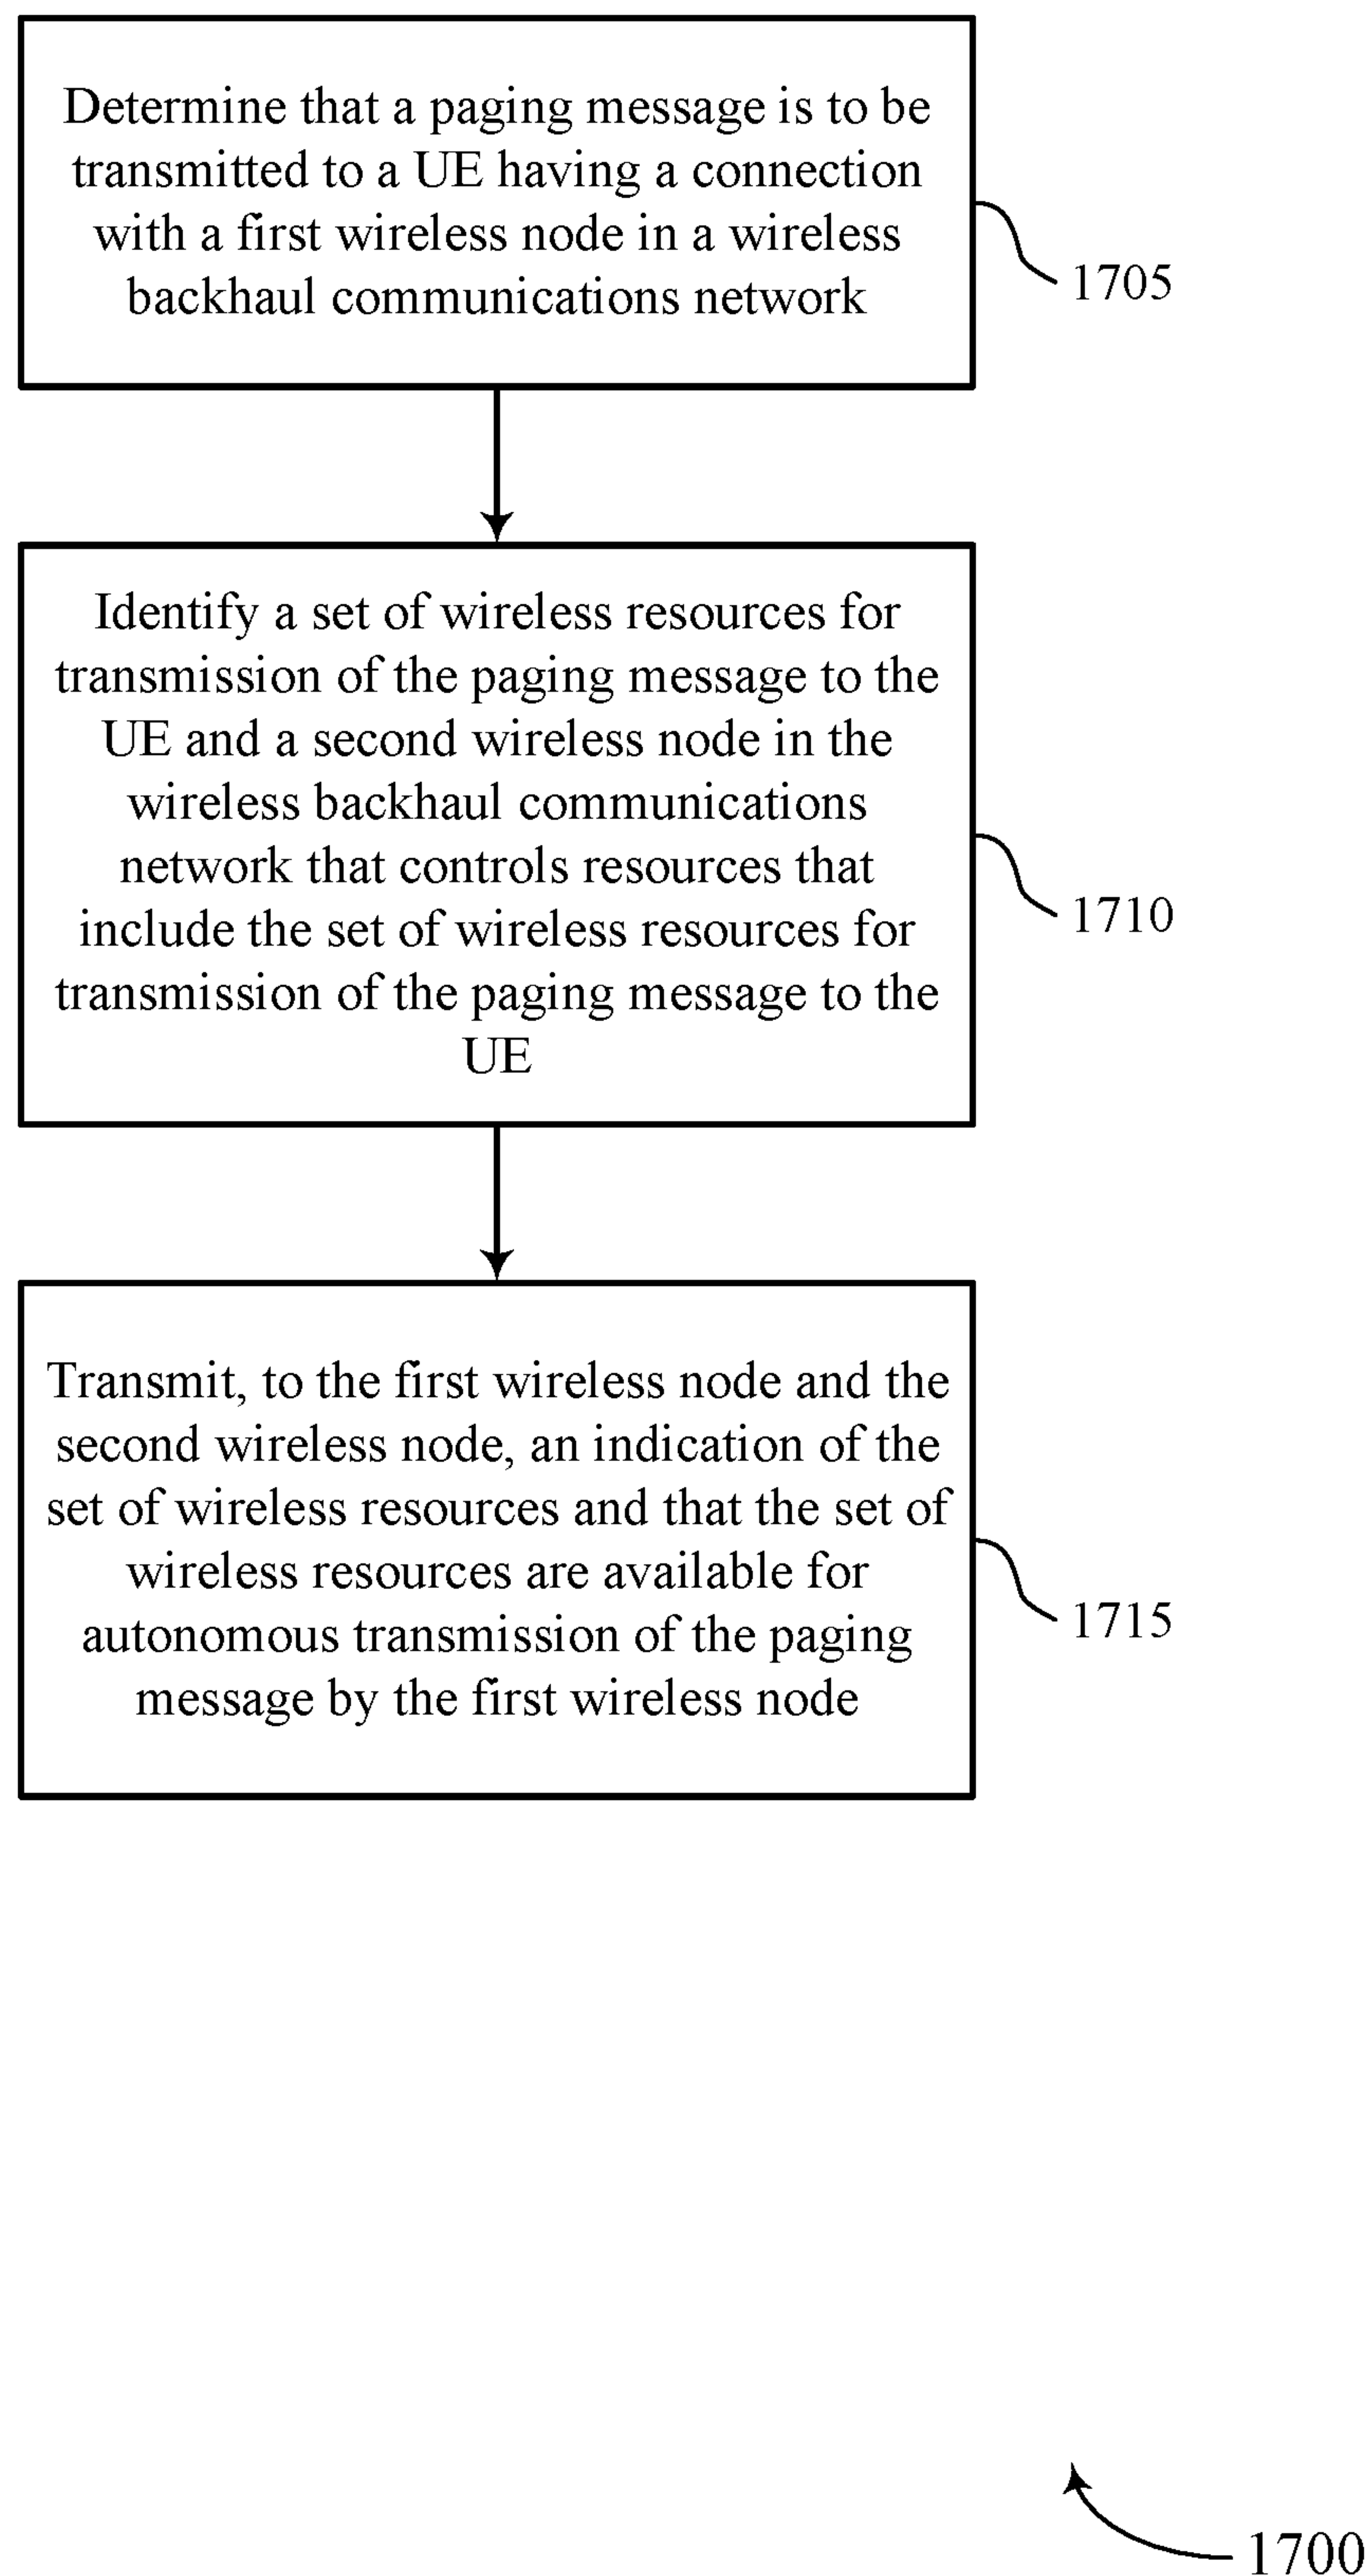 Determine that a paging message is to be
transmitted to a UE having a connection
with a first wireless node in a wireless
backhaul communications network
1705
Identify a set of wireless resources for
transmission of the paging message to the
UE and a second wireless node in the
wireless backhaul communications
network that controls resources that
include the set of wireless resources for
transmission of the paging message to the
UE
1710
Transmit, to the first wireless node and the
second wireless node, an indication of the
set of wireless resources and that the set of
wireless resources are available for
autonomous transmission of the paging
message by the first wireless node
1715
1700